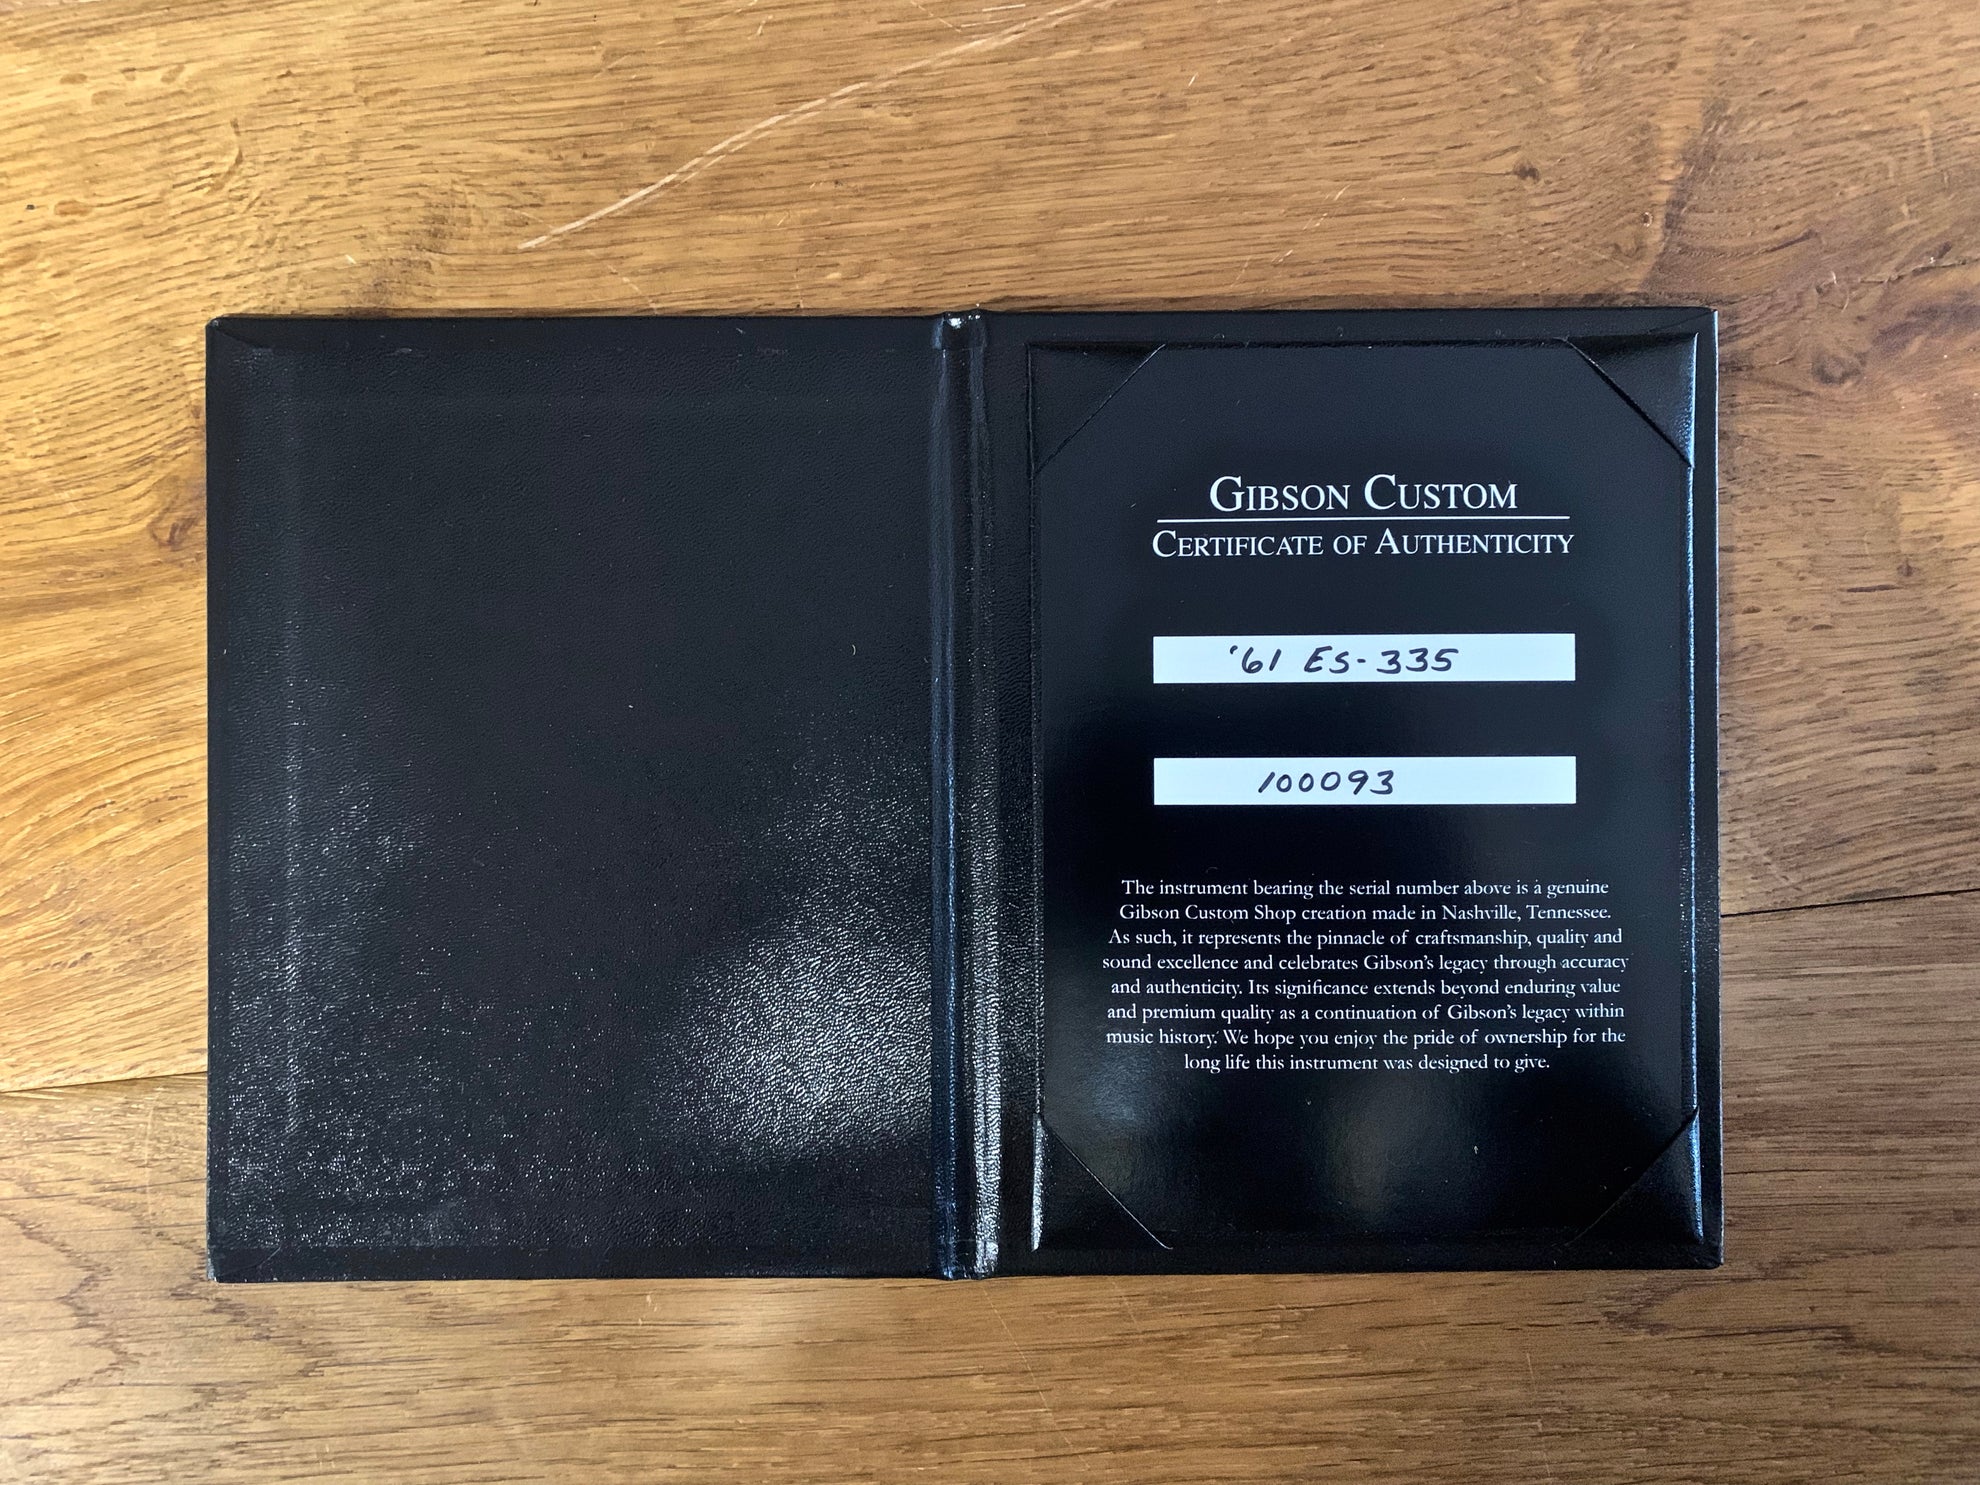 GIBSON CUSTOM
CERTIFICATE OF AUTHENTICITY
'61 ES-335
100093
The instrument bearing the serial number above is a genuine
Gibson Custom Shop creation made in Nashville, Tennessee.
As such, it represents the pinnacle of craftsmanship, quality and
sound excellence and celebrates Gibson's legacy through accuracy
and authenticity. Its significance extends beyond enduring value
and premium quality as a continuation of Gibson's legacy within
music history. We hope you enjoy the pride of ownership for the
long life this instrument was designed to give.